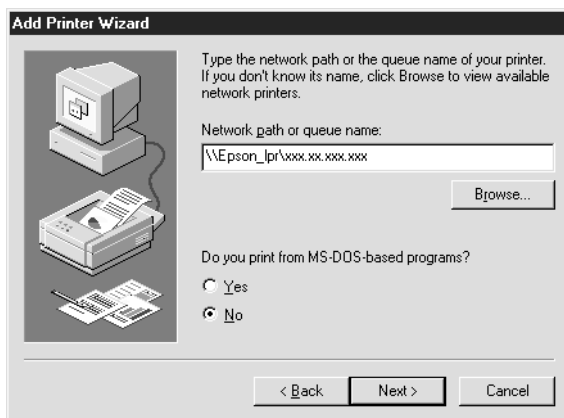 Add Printer Wizard
Type the network path or the queue name of your printer.
If you don't know its name, click Browse to view available
network printers.
Network path or queue name:
\\Epson_lpr\xxx.xx.xxx.xxx
Browse...
Do you print from MS-DOS-based programs?
Yes
No
< Back
Next >
Cancel